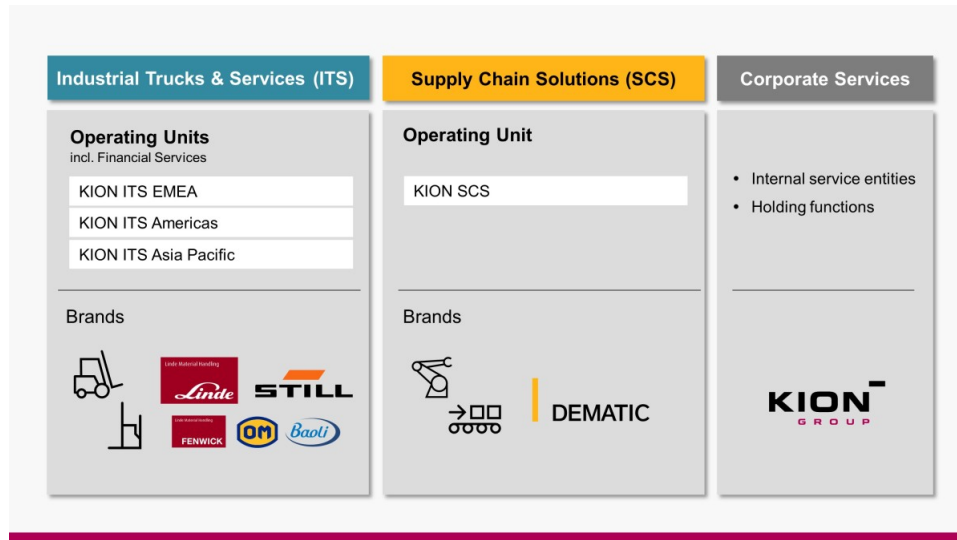 Industrial Trucks & Services (ITS)
Supply Chain Solutions (SCS)
Corporate Services
Operating Units
incl. Financial Services
KION ITS EMEA
KION ITS Americas
KION ITS Asia Pacific
Operating Unit
KION SCS
• Internal service entities
• Holding functions
Brands
Linde Material Handling
Linde
STILL
Linde Material Handling
FENWICK
OM
Baoli
Brands
DEMATIC
KION
GROUP